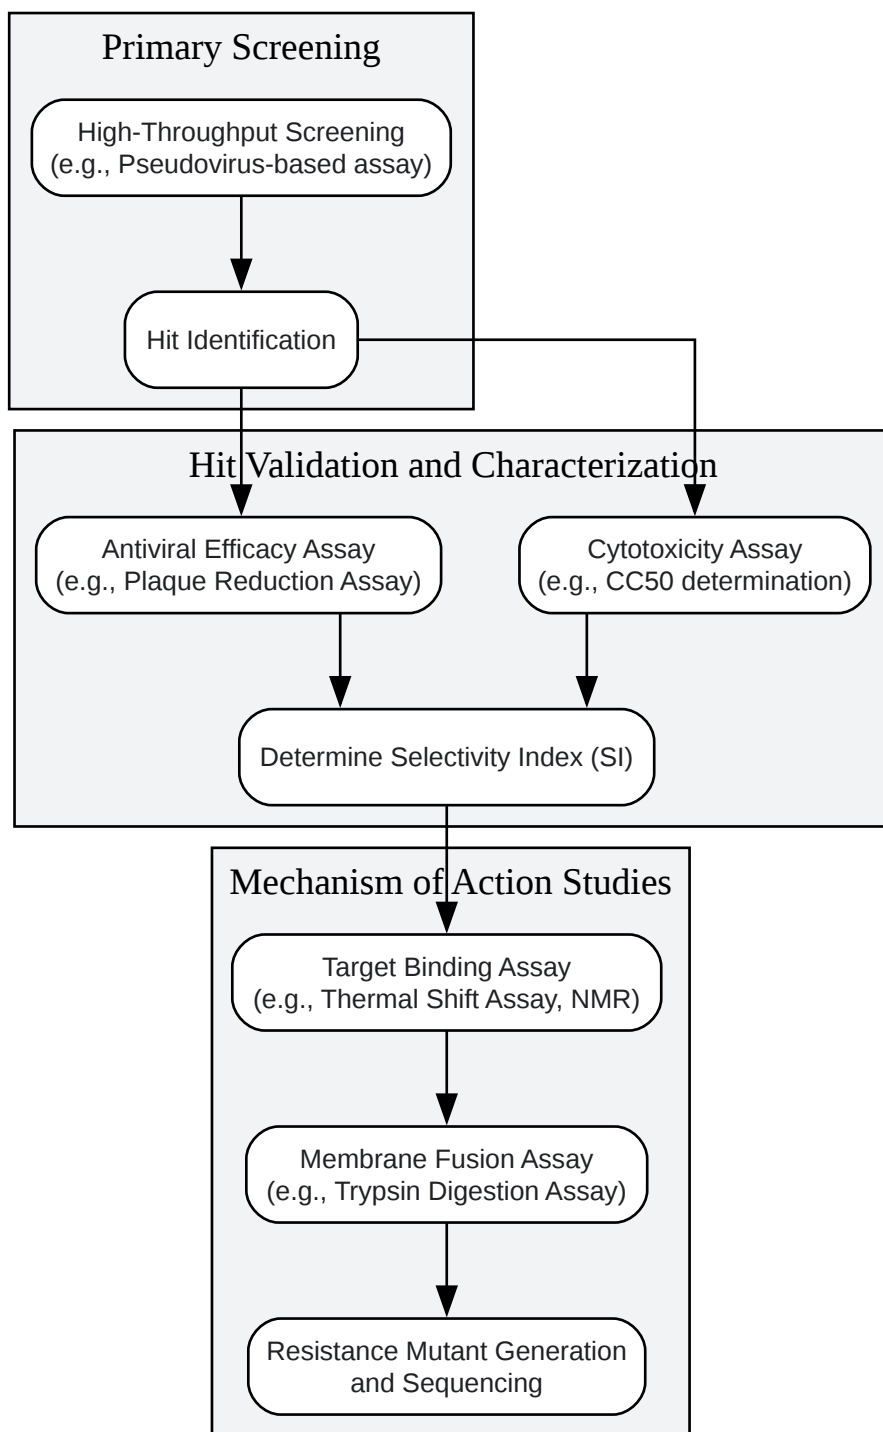 Primary Screening
High-Throughput Screening
(e.g., Pseudovirus-based assay)
Hit Identification
Hit Validation and Characterization
Antiviral Efficacy Assay
(e.g., Plaque Reduction Assay)
Cytotoxicity Assay
(e.g., CC50 determination)
Determine Selectivity Index (SI)
Mechanism of Action Studies
Target Binding Assay
(e.g., Thermal Shift Assay, NMR)
Membrane Fusion Assay
(e.g., Trypsin Digestion Assay)
Resistance Mutant Generation
and Sequencing